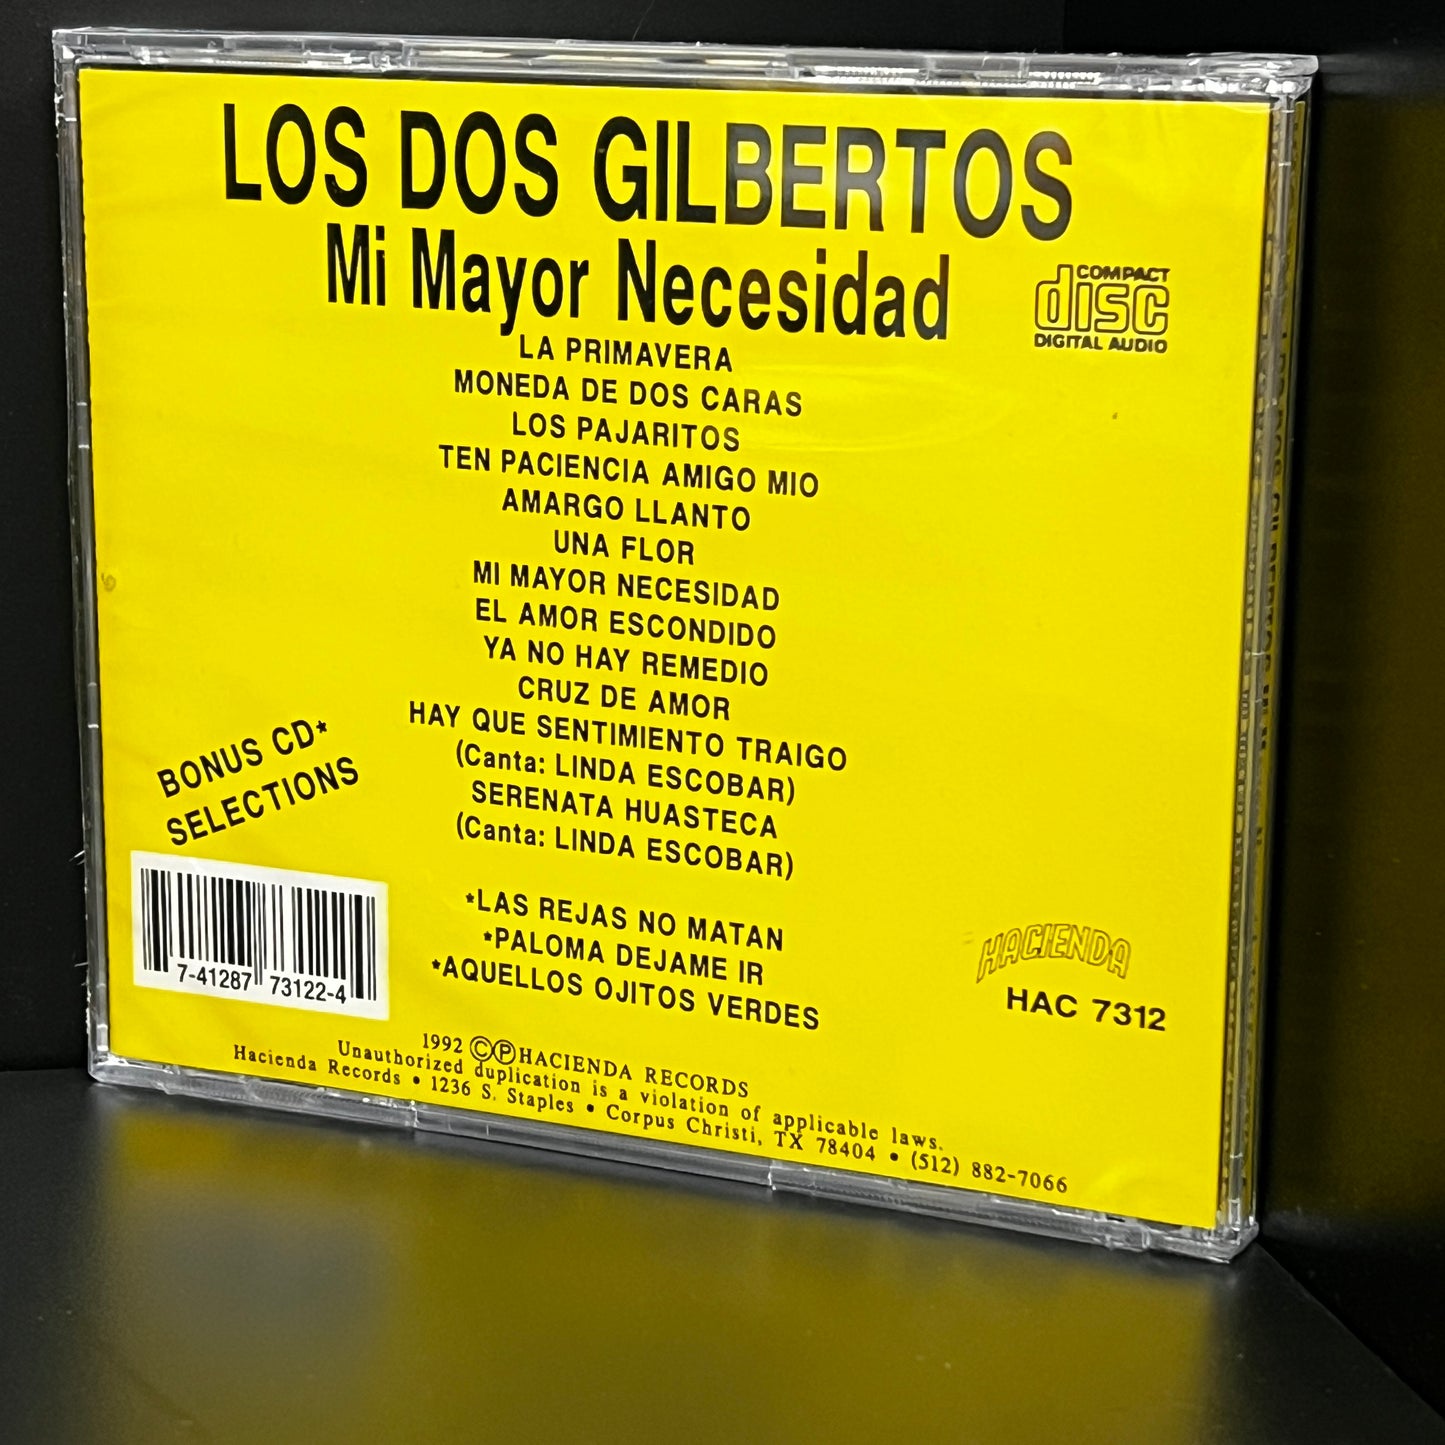 LOS DOS GILBERTOS
Mi Mayor Necesidad
COMPACT
disc
DIGITAL AUDIO
LA PRIMAVERA
MONEDA DE DOS CARAS
LOS PAJARITOS
TEN PACIENCIA AMIGO MIO
AMARGO LLANTO
UNA FLOR
MI MAYOR NECESIDAD
EL AMOR ESCONDIDO
YA NO HAY REMEDIO
CRUZ DE AMOR
HAY QUE SENTIMIENTO TRAIGO
(Canta: LINDA ESCOBAR)
SERENATA HUASTECA
(Canta: LINDA ESCOBAR)
BONUS CD*
SELECTIONS
*LAS REJAS NO MATAN
*PALOMA DEJAME IR
*AQUELLOS OJITOS VERDES
7-41287 73122-4
HACIENDA
HAC 7312
1992 ©℗ HACIENDA RECORDS
Unauthorized duplication is a violation of applicable laws.
Hacienda Records • 1236 S. Staples • Corpus Christi, TX 78404 • (512) 882-7066